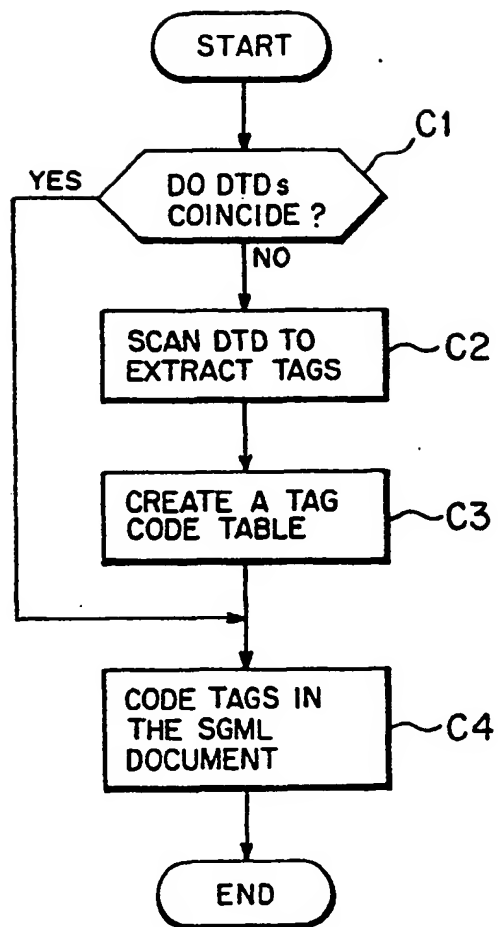 START
C1
YES
DO DTDs
COINCIDE ?
NO
SCAN DTD TO
EXTRACT TAGS
C2
CREATE A TAG
CODE TABLE
C3
CODE TAGS IN
THE SGML
DOCUMENT
C4
END